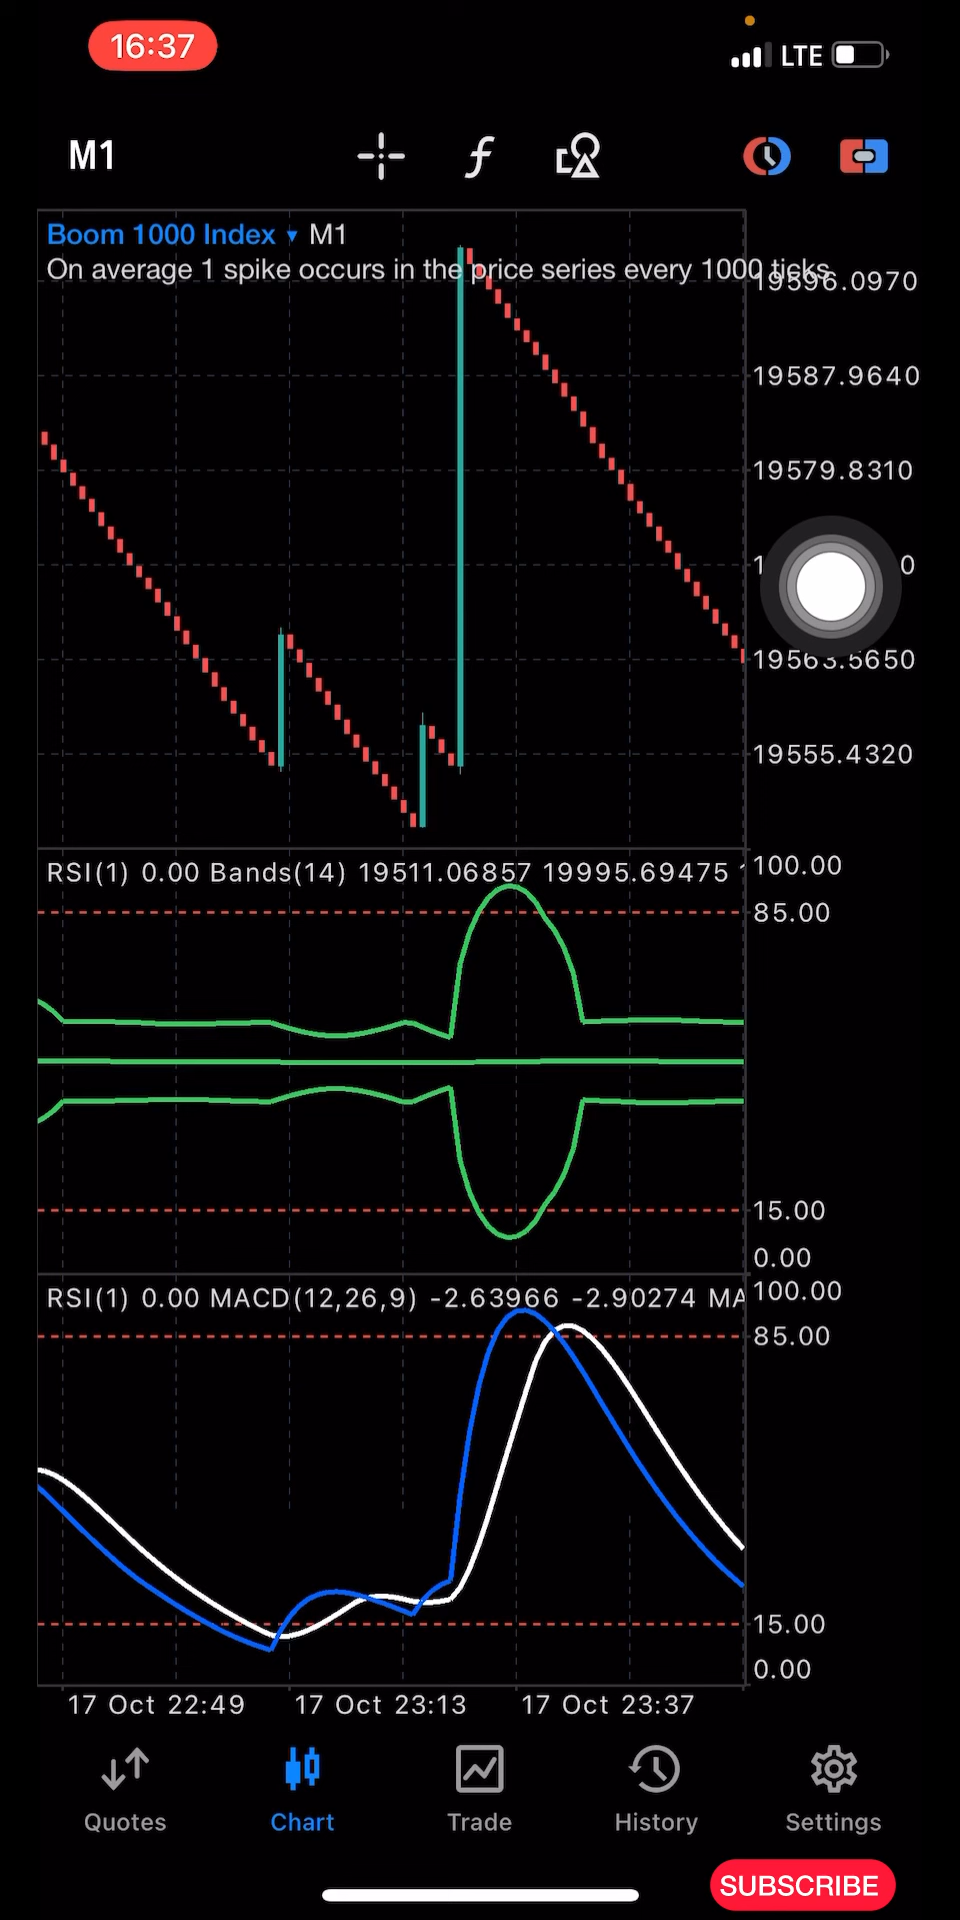 16:37
LTE
M1
Boom 1000 Index ▾ M1
On average 1 spike occurs in the price series every 1000 ticks
19596.0970
19587.9640
19579.8310
19563.5650
19555.4320
RSI(1) 0.00 Bands(14) 19511.06857 19995.69475
100.00
85.00
15.00
0.00
RSI(1) 0.00 MACD(12,26,9) -2.63966 -2.90274 MA
100.00
85.00
15.00
0.00
17 Oct 22:49
17 Oct 23:13
17 Oct 23:37
Quotes
Chart
Trade
History
Settings
SUBSCRIBE